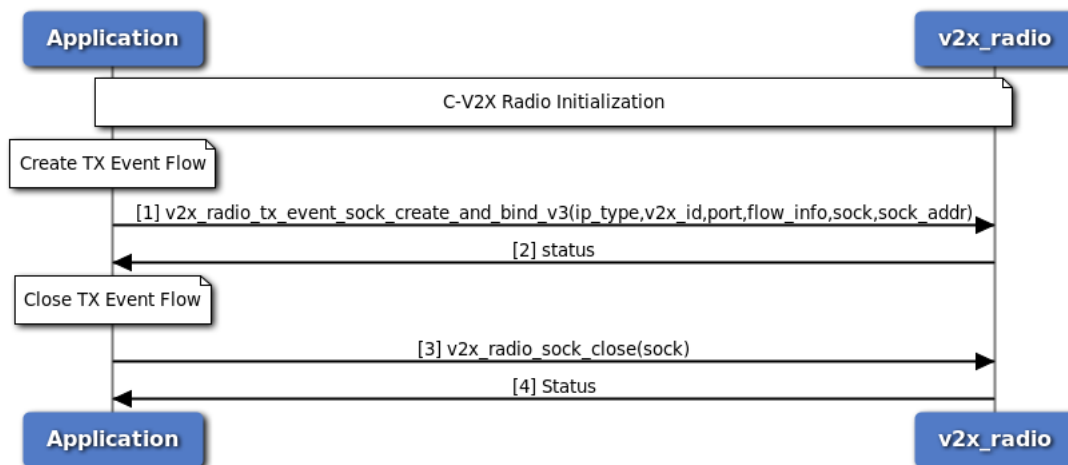 Application v2x_radio
C-V2X Radio Initialization
Create TX Event Flow
[1] v2x_radio_tx_event_sock_create_and_bind_v3(ip_type,v2x_id,port,flow_info,sock,sock_addr)
[2] status
Close TX Event Flow
[3] v2x_radio_sock_close(sock)
[4] Status
Application v2x_radio